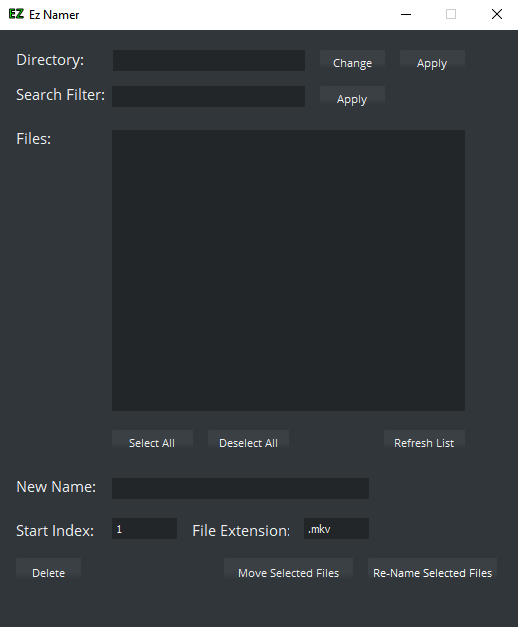 EZ Ez Namer
Directory: Change Apply
Search Filter: Apply
Files:
Select All Deselect All Refresh List
New Name:
Start Index: 1 File Extension: .mkv
Delete Move Selected Files Re-Name Selected Files